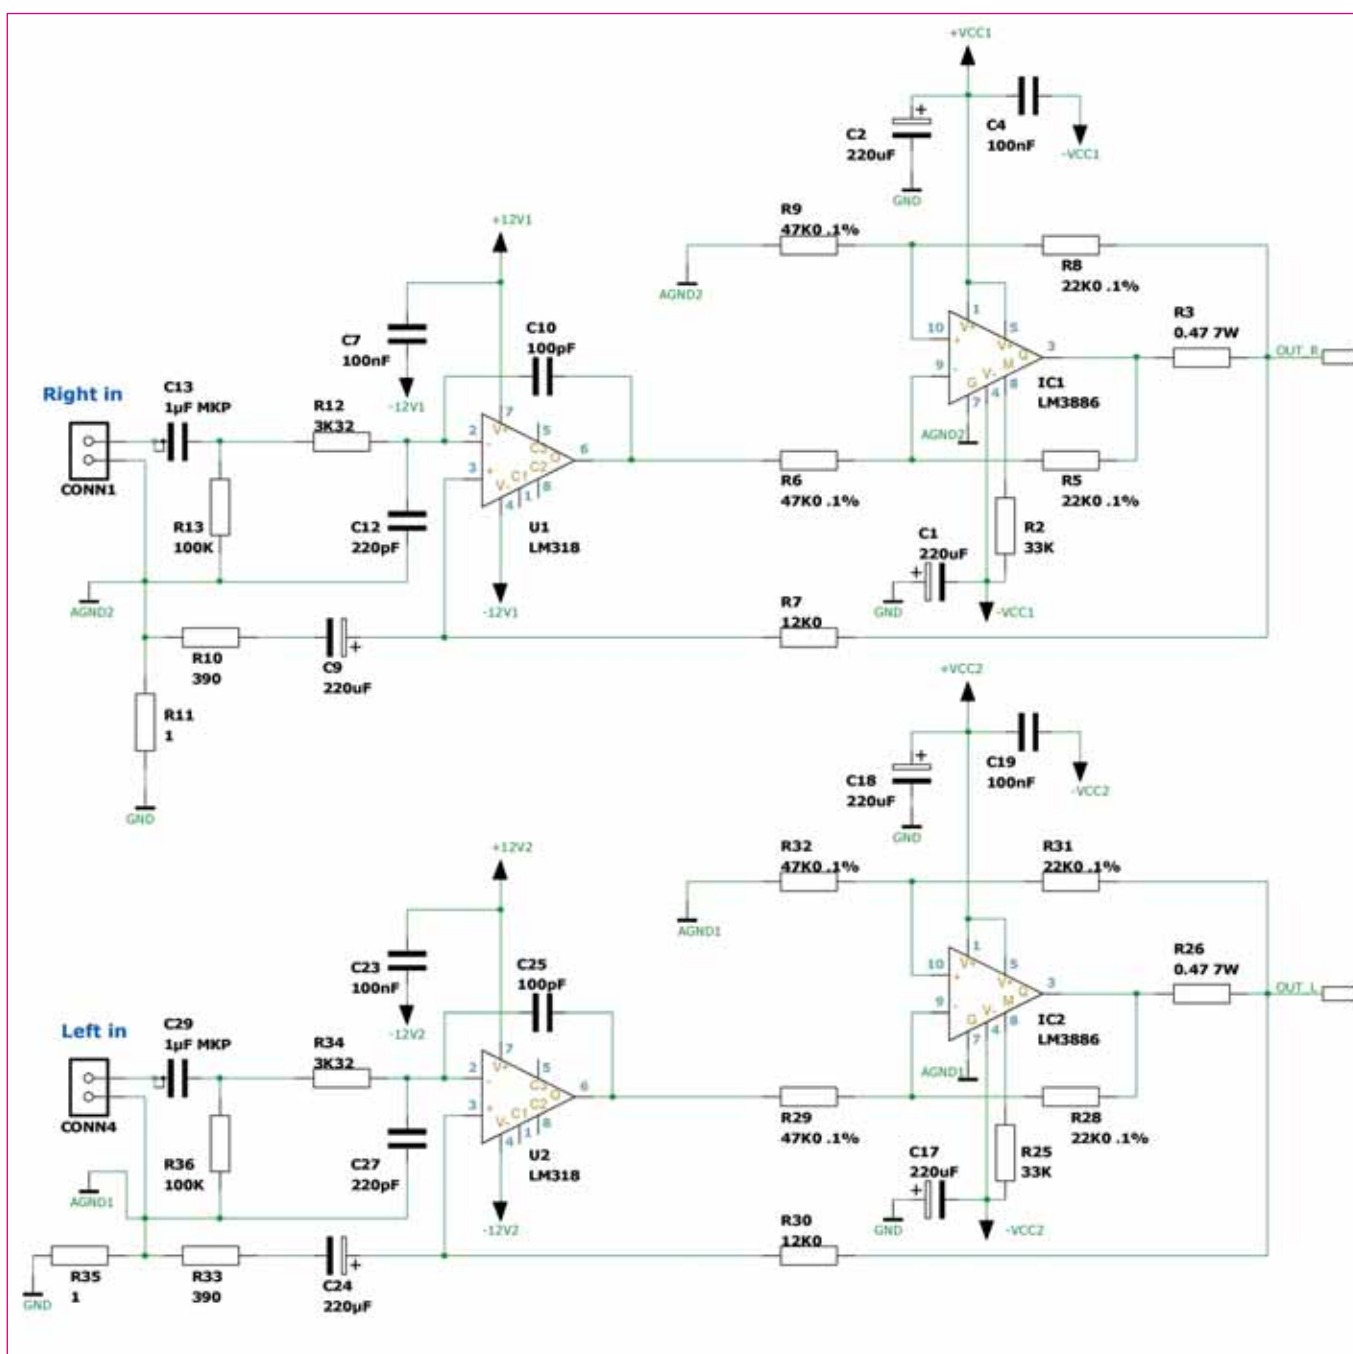 +VCC1
C2
220uF
C4
100nF
-VCC1
GND
R9
47K0 .1%
+12V1
AGND2
R8
22K0 .1%
C7
100nF
C10
100pF
-12V1
1
V+
5
V+
10
+
9
-
3
Q
M
V-
G
7
4
8
IC1
LM3886
R3
0.47 7W
OUT_R
Right in
CONN1
C13
1µF MKP
R12
3K32
7
V+
5
C3
2
-
3
+
C2
O
6
C1
V-
4
1
8
U1
LM318
AGND2
R6
47K0 .1%
R5
22K0 .1%
R13
100K
C12
220pF
C1
220uF
R2
33K
AGND2
-12V1
GND
-VCC1
R7
12K0
R10
390
C9
220uF
+VCC2
R11
1
GND
C18
220uF
C19
100nF
-VCC2
GND
+12V2
R32
47K0 .1%
R31
22K0 .1%
AGND1
C23
100nF
C25
100pF
-12V2
1
V+
5
V+
10
+
9
-
3
Q
M
V-
G
7
4
8
IC2
LM3886
R26
0.47 7W
OUT_L
Left in
CONN4
C29
1µF MKP
R34
3K32
7
V+
5
C3
2
-
3
+
C2
O
6
C1
V-
4
1
8
U2
LM318
AGND1
R29
47K0 .1%
R28
22K0 .1%
R36
100K
C27
220pF
C17
220uF
R25
33K
AGND1
-12V2
GND
-VCC2
R30
12K0
R35
1
R33
390
C24
220µF
GND